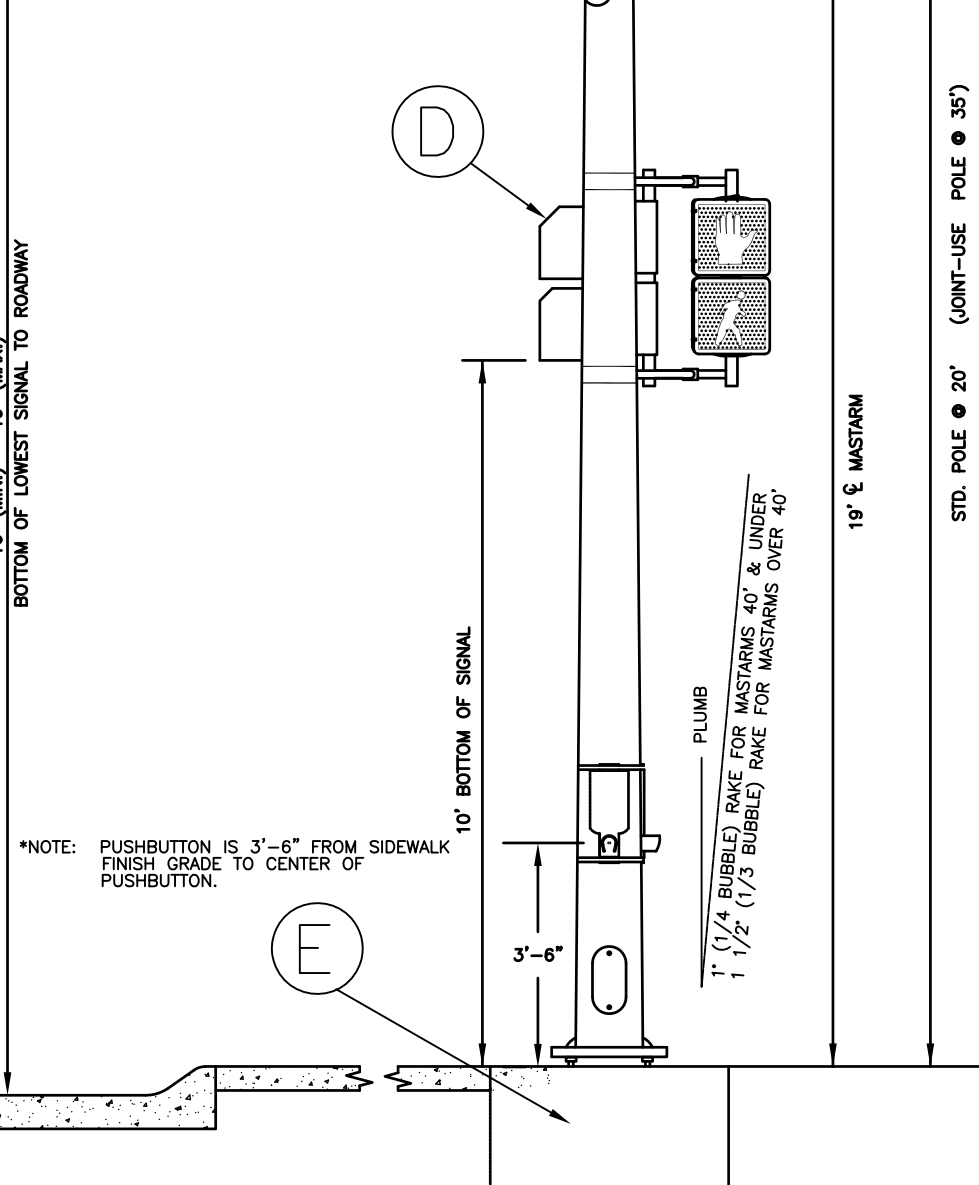 D
STD. POLE @ 20' (JOINT-USE POLE @ 35')
BOTTOM OF LOWEST SIGNAL TO ROADWAY
19' ℄ MASTARM
10' BOTTOM OF SIGNAL
PLUMB
1° (1/4 BUBBLE) RAKE FOR MASTARMS 40' & UNDER
1 1/2° (1/3 BUBBLE) RAKE FOR MASTARMS OVER 40'
*NOTE: PUSHBUTTON IS 3'-6" FROM SIDEWALK
FINISH GRADE TO CENTER OF
PUSHBUTTON.
E
3'-6"